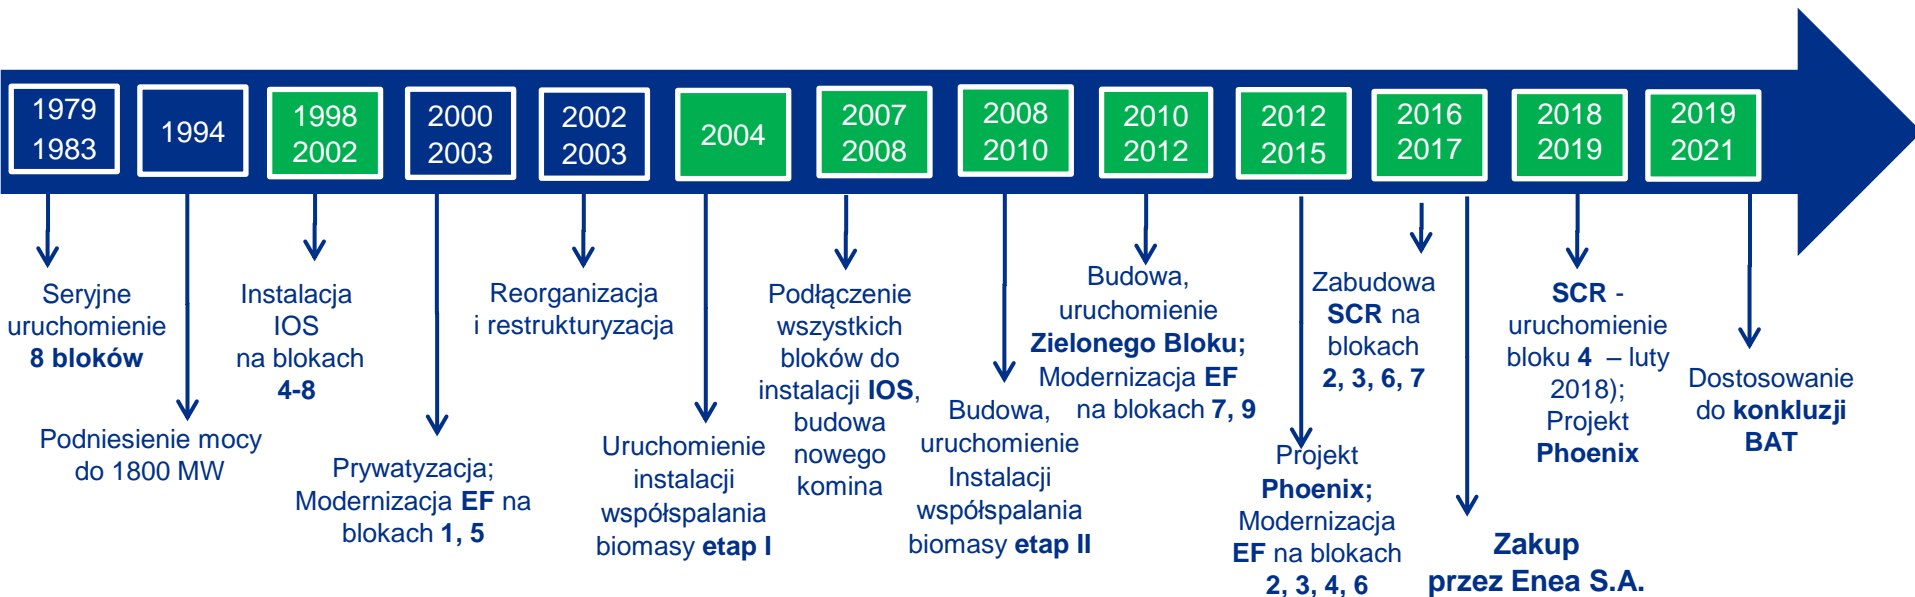 1979
1983
1994
1998
2002
2000
2003
2002
2003
2004
2007
2008
2008
2010
2010
2012
2012
2015
2016
2017
2018
2019
2019
2021
Seryjne
uruchomienie
8 bloków
Podniesienie mocy
do 1800 MW
Instalacja
IOS
na blokach
4-8
Prywatyzacja;
Modernizacja EF na
blokach 1, 5
Reorganizacja
i restrukturyzacja
Uruchomienie
instalacji
współspalania
biomasy etap I
Podłączenie
wszystkich
bloków do
instalacji IOS,
budowa
nowego
komina
Budowa,
uruchomienie
Instalacji
współspalania
biomasy etap II
Budowa,
uruchomienie
Zielonego Bloku;
Modernizacja EF
na blokach 7, 9
Projekt
Phoenix;
Modernizacja
EF na blokach
2, 3, 4, 6
Zabudowa
SCR na
blokach
2, 3, 6, 7
Zakup
przez Enea S.A.
SCR -
uruchomienie
bloku 4 – luty
2018);
Projekt
Phoenix
Dostosowanie
do konkluzji
BAT